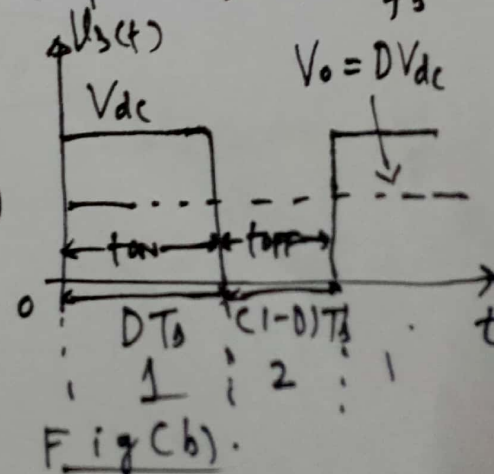 Vs(t)
Vo = DVdc
Vdc
tON tOFF
0
t
DTs (1-D)Ts
1 2 1
Fig(b).